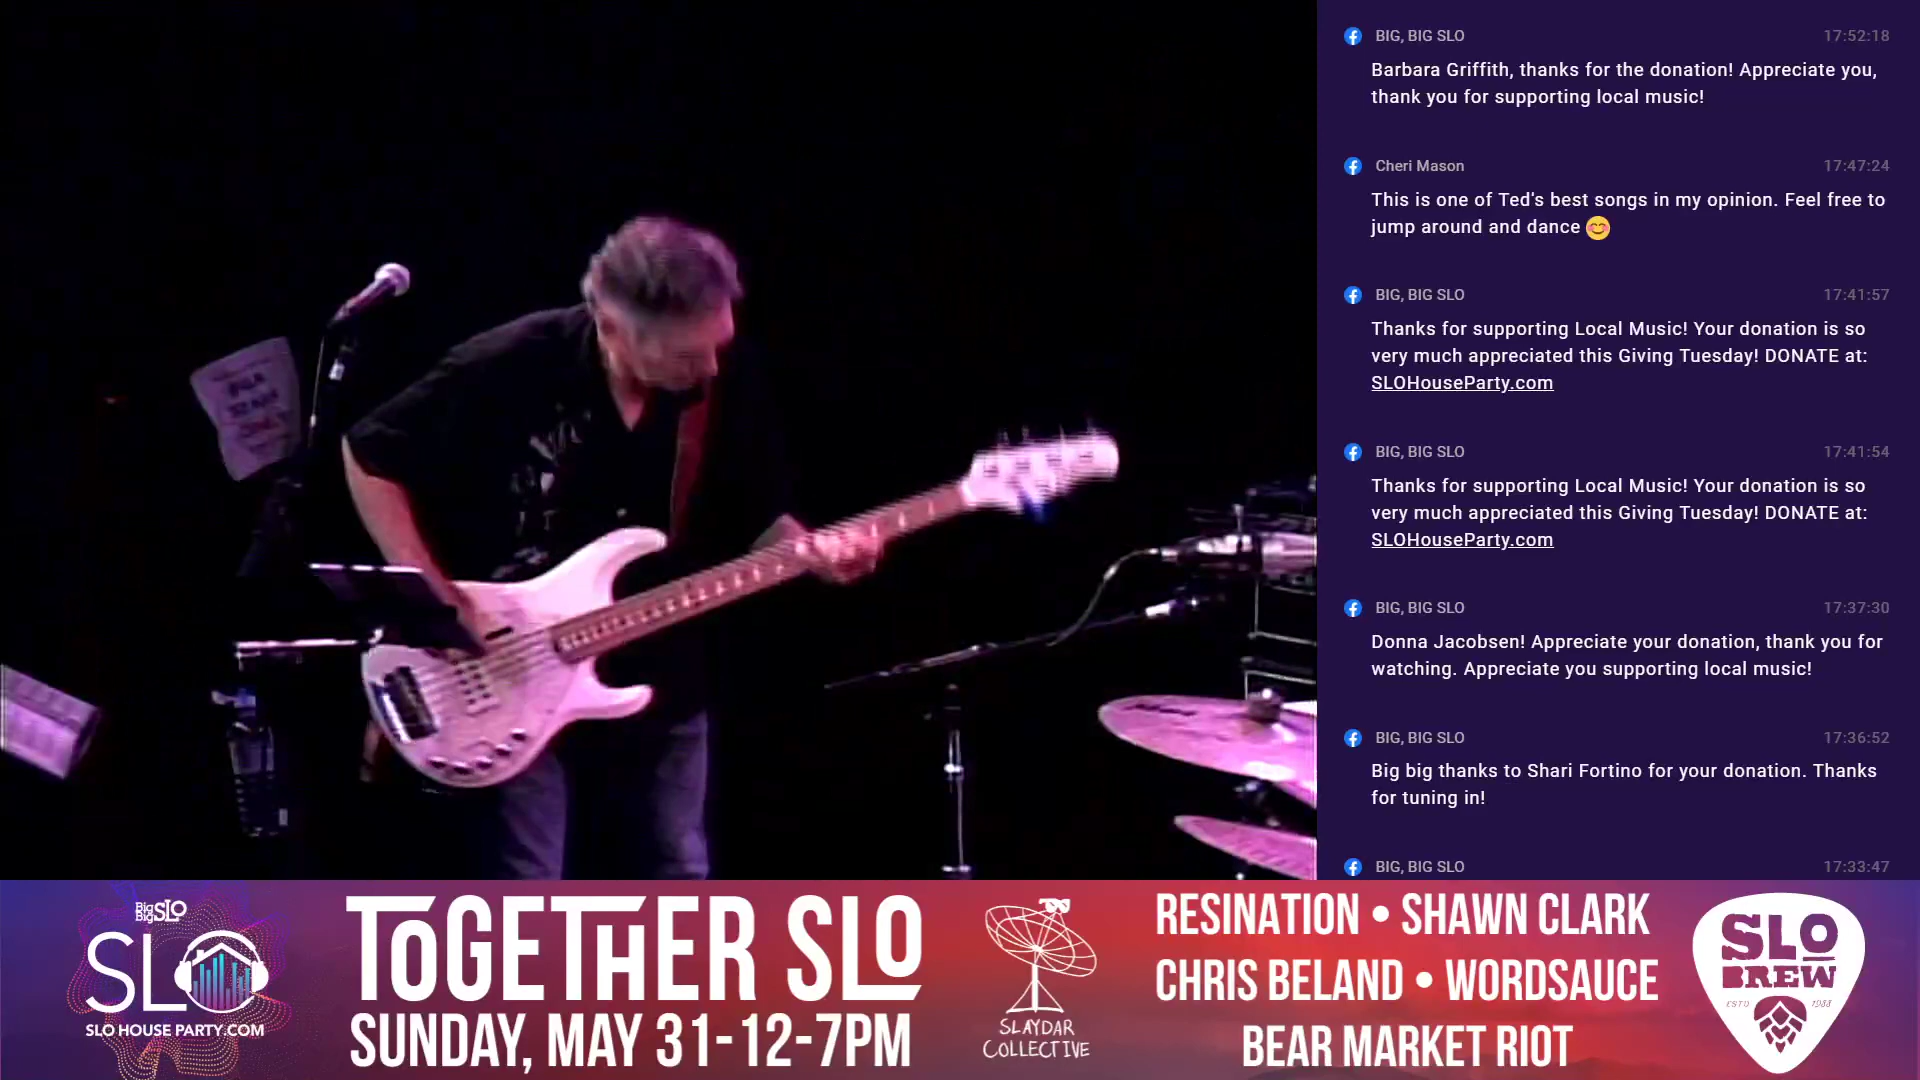 BIG, BIG SLO 17:52:18
Barbara Griffith, thanks for the donation! Appreciate you,
thank you for supporting local music!
Cheri Mason 17:47:24
This is one of Ted's best songs in my opinion. Feel free to
jump around and dance 😊
BIG, BIG SLO 17:41:57
Thanks for supporting Local Music! Your donation is so
very much appreciated this Giving Tuesday! DONATE at:
SLOHouseParty.com
BIG, BIG SLO 17:41:54
Thanks for supporting Local Music! Your donation is so
very much appreciated this Giving Tuesday! DONATE at:
SLOHouseParty.com
BIG, BIG SLO 17:37:30
Donna Jacobsen! Appreciate your donation, thank you for
watching. Appreciate you supporting local music!
BIG, BIG SLO 17:36:52
Big big thanks to Shari Fortino for your donation. Thanks
for tuning in!
BIG, BIG SLO 17:33:47
Big Big SLO
SLO
SLO HOUSE PARTY.COM
TOGETHER SLO
SUNDAY, MAY 31-12-7PM
SLAYDAR
COLLECTIVE
RESINATION • SHAWN CLARK
CHRIS BELAND • WORDSAUCE
BEAR MARKET RIOT
SLO
BREW
ESTD 1988